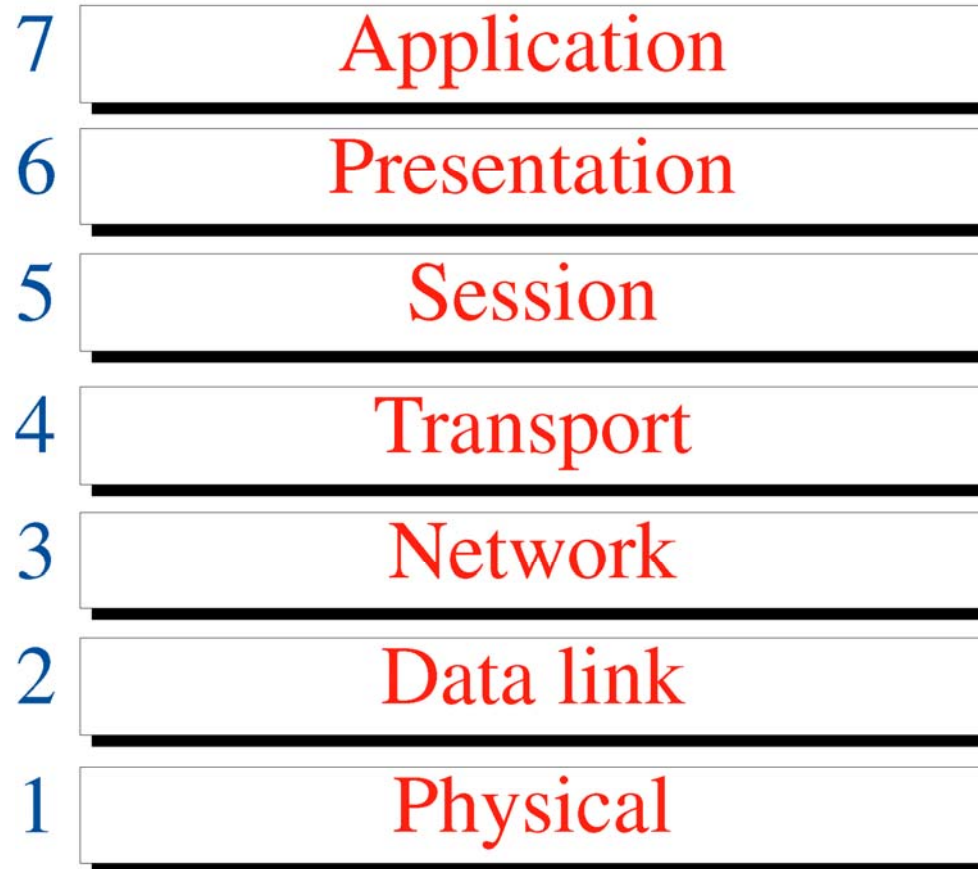 7 Application
6 Presentation
5 Session
4 Transport
3 Network
2 Data link
1 Physical